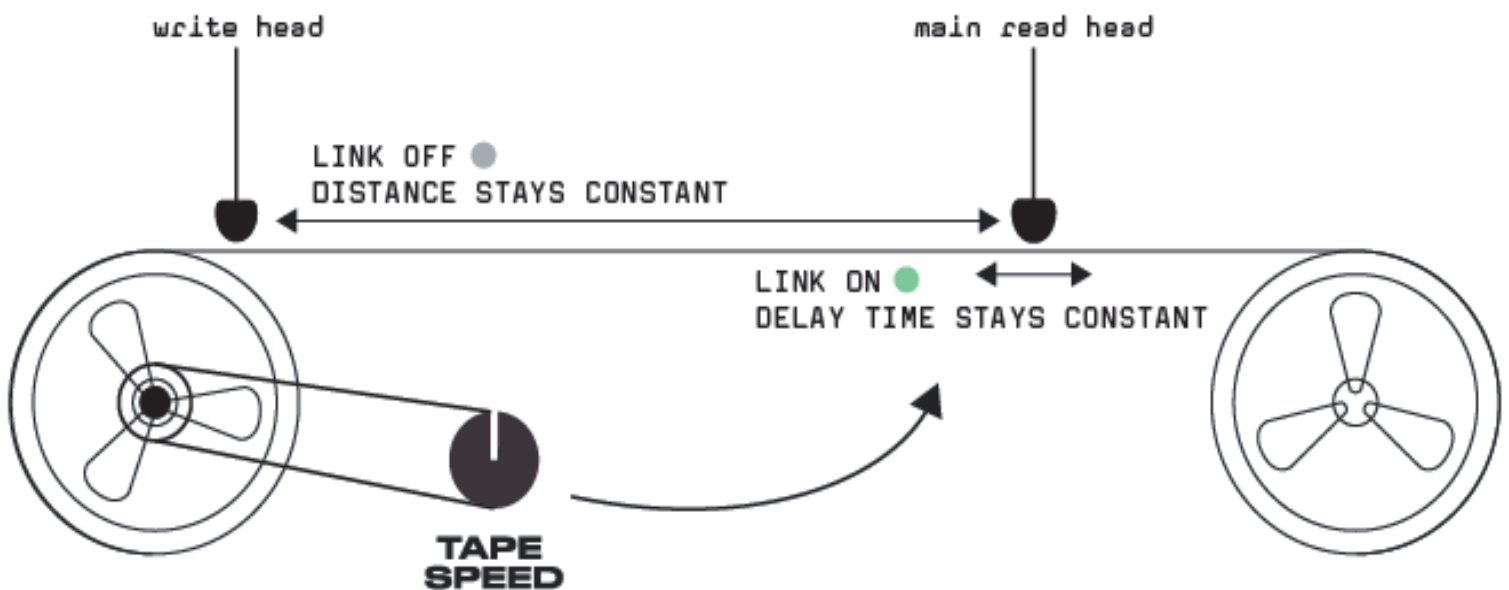 write head
main read head
LINK OFF
DISTANCE STAYS CONSTANT
LINK ON
DELAY TIME STAYS CONSTANT
TAPE
SPEED